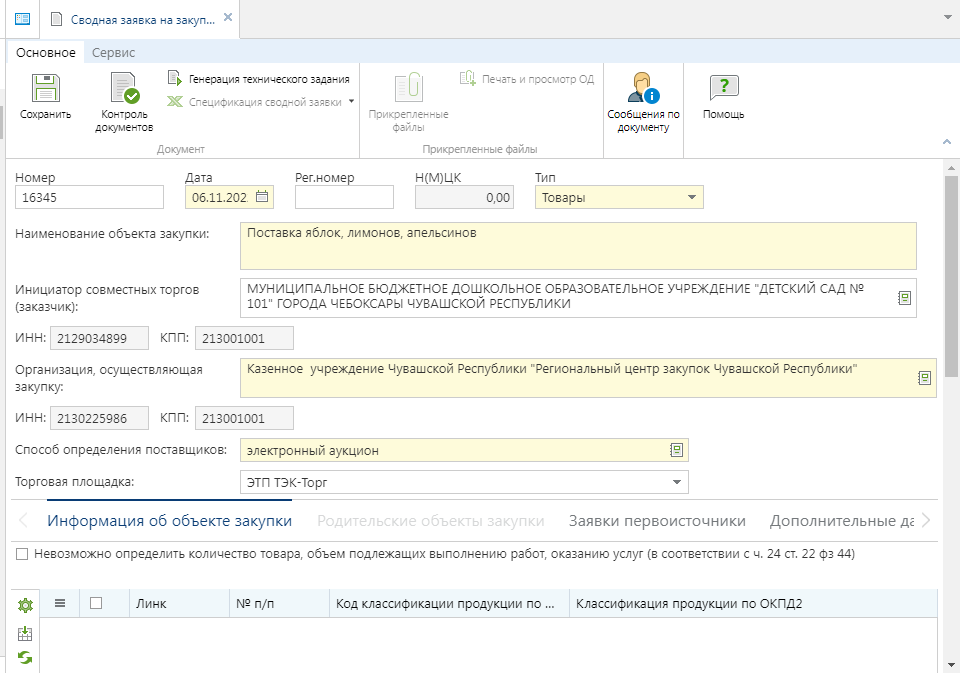 Сводная заявка на закуп...
Основное Сервис
Сохранить
Контроль документов
Генерация технического задания
Спецификация сводной заявки
Документ
Прикрепленные файлы
Печать и просмотр ОД
Прикрепленные файлы
Сообщения по документу
Помощь
Номер Дата Рег.номер Н(М)ЦК Тип
16345 06.11.202 0,00 Товары
Наименование объекта закупки: Поставка яблок, лимонов, апельсинов
Инициатор совместных торгов (заказчик):
МУНИЦИПАЛЬНОЕ БЮДЖЕТНОЕ ДОШКОЛЬНОЕ ОБРАЗОВАТЕЛЬНОЕ УЧРЕЖДЕНИЕ "ДЕТСКИЙ САД №
101" ГОРОДА ЧЕБОКСАРЫ ЧУВАШСКОЙ РЕСПУБЛИКИ
ИНН: 2129034899 КПП: 213001001
Организация, осуществляющая закупку:
Казенное учреждение Чувашской Республики "Региональный центр закупок Чувашской Республики"
ИНН: 2130225986 КПП: 213001001
Способ определения поставщиков: электронный аукцион
Торговая площадка: ЭТП ТЭК-Торг
Информация об объекте закупки Родительские объекты закупки Заявки первоисточники Дополнительные да
Невозможно определить количество товара, объем подлежащих выполнению работ, оказанию услуг (в соответствии с ч. 24 ст. 22 фз 44)
Линк № п/п Код классификации продукции по ... Классификация продукции по ОКПД2